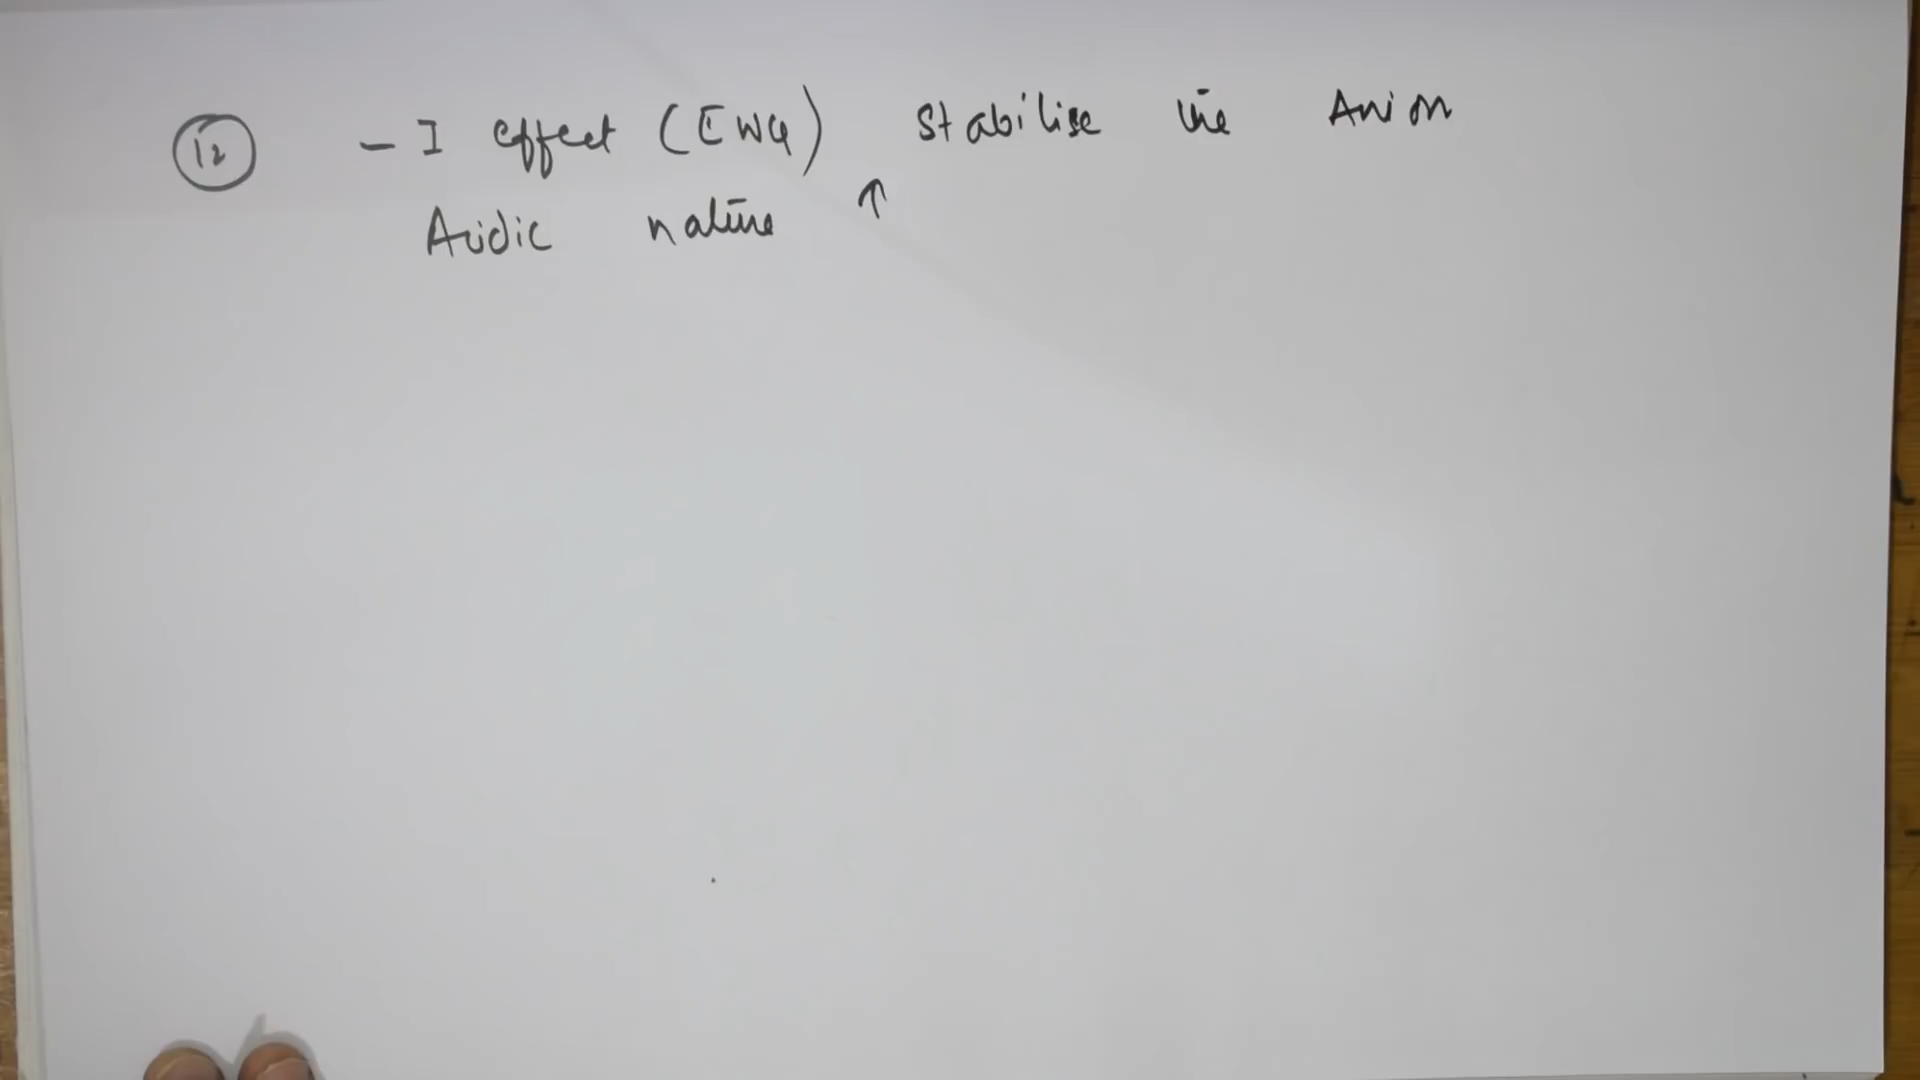 12 - I effect (EWG) stabilise the Anion
Acidic nature ↑